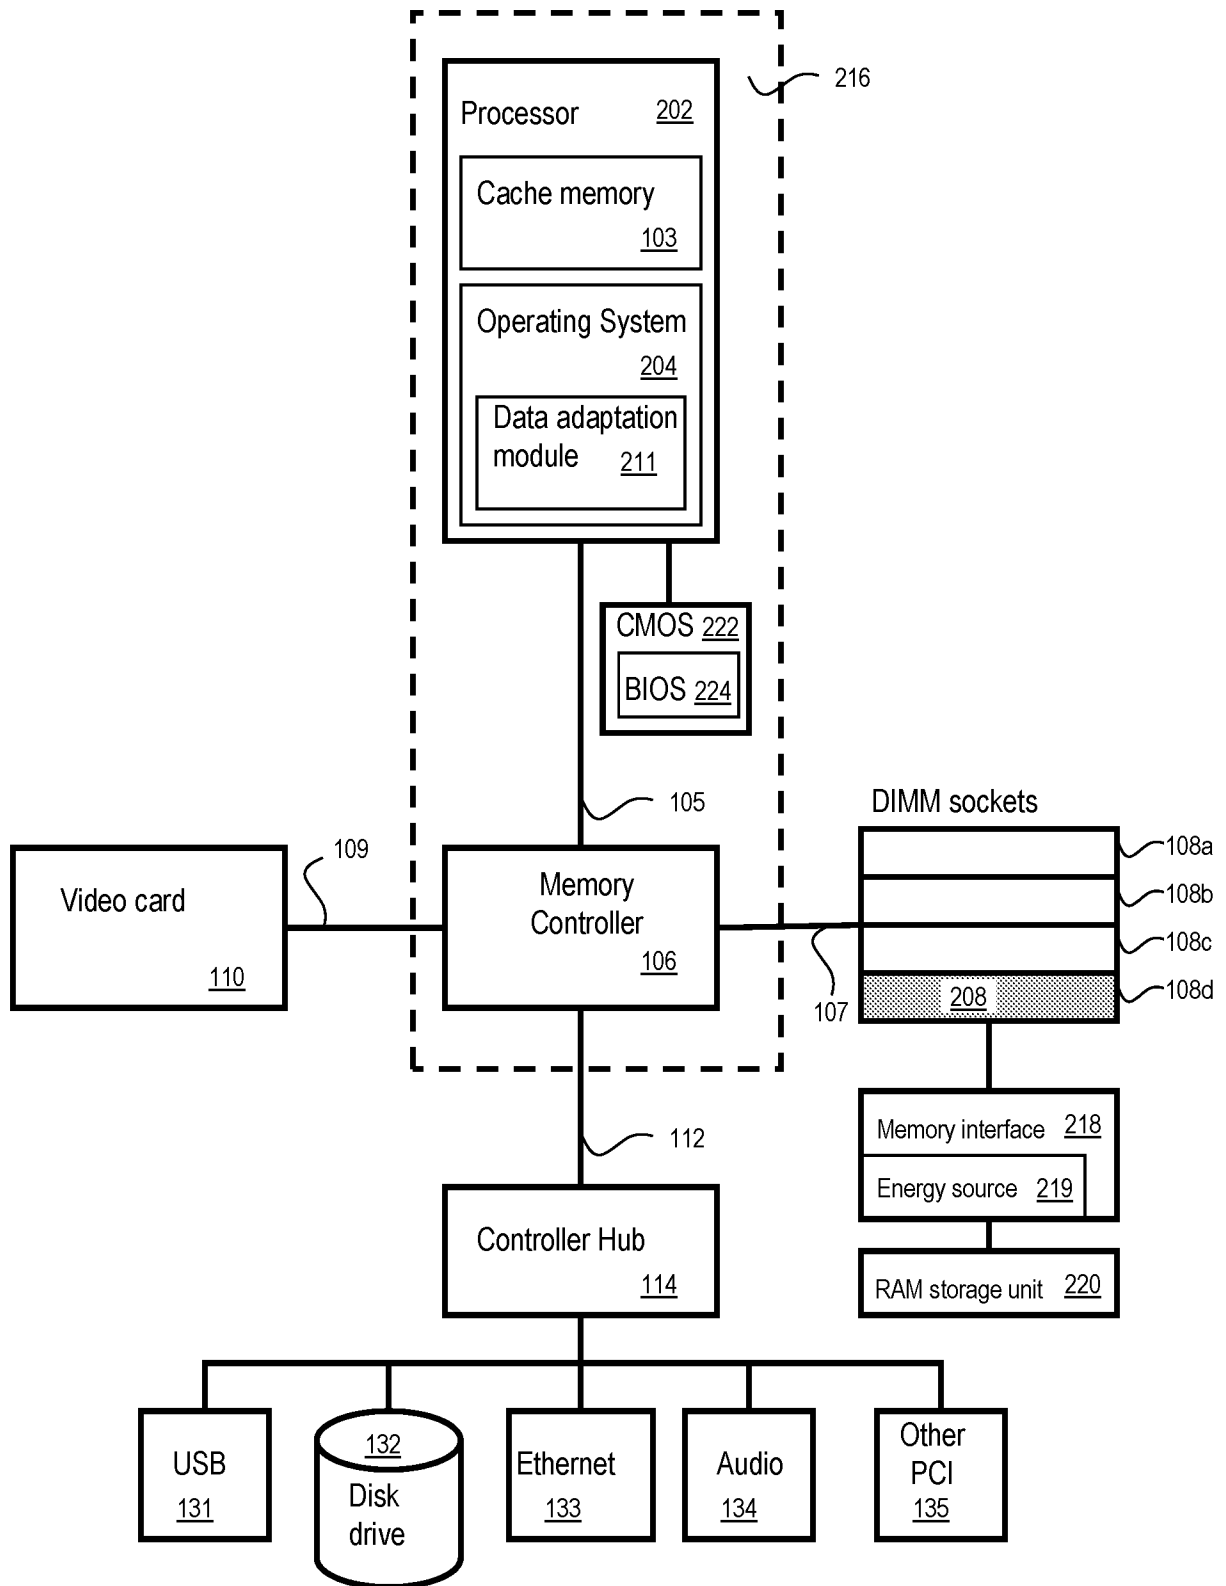 216
Processor 202
Cache memory
103
Operating System
204
Data adaptation
module 211
CMOS 222
BIOS 224
105
DIMM sockets
108a
108b
108c
108d
208
107
109
Video card
110
Memory
Controller
106
112
Memory interface 218
Energy source 219
RAM storage unit 220
Controller Hub
114
USB
131
132
Disk
drive
Ethernet
133
Audio
134
Other
PCI
135